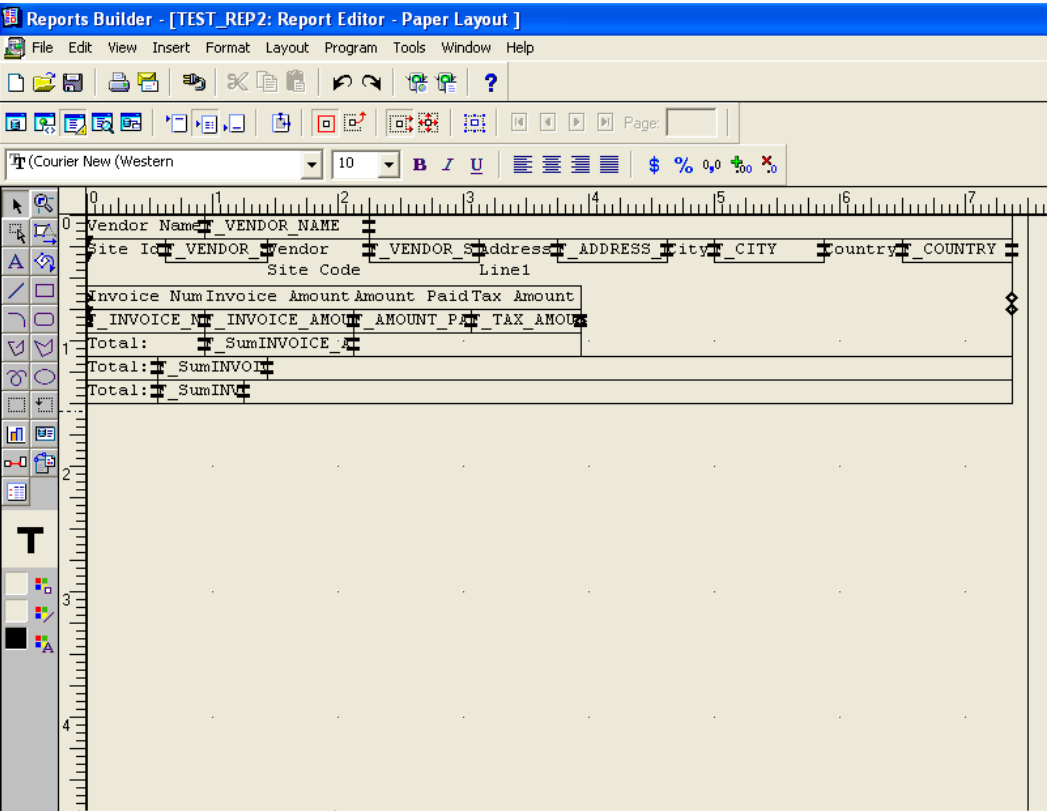 Reports Builder - [TEST_REP2: Report Editor - Paper Layout ]
File Edit View Insert Format Layout Program Tools Window Help
Page:
(Courier New (Western 10 B I U $ % 0,0
0 1 2 3 4 5 6 7
0
Vendor Name F_VENDOR_NAME
Site Id F_VENDOR_ Vendor F_VENDOR_S Address F_ADDRESS_ City F_CITY Country F_COUNTRY
Site Code Line1
Invoice Num Invoice Amount Amount Paid Tax Amount
F_INVOICE_N F_INVOICE_AMOU F_AMOUNT_PA F_TAX_AMOU
1
Total: F_SumINVOICE_A
Total: F_SumINVOI
Total: F_SumINV
2
T
3
4